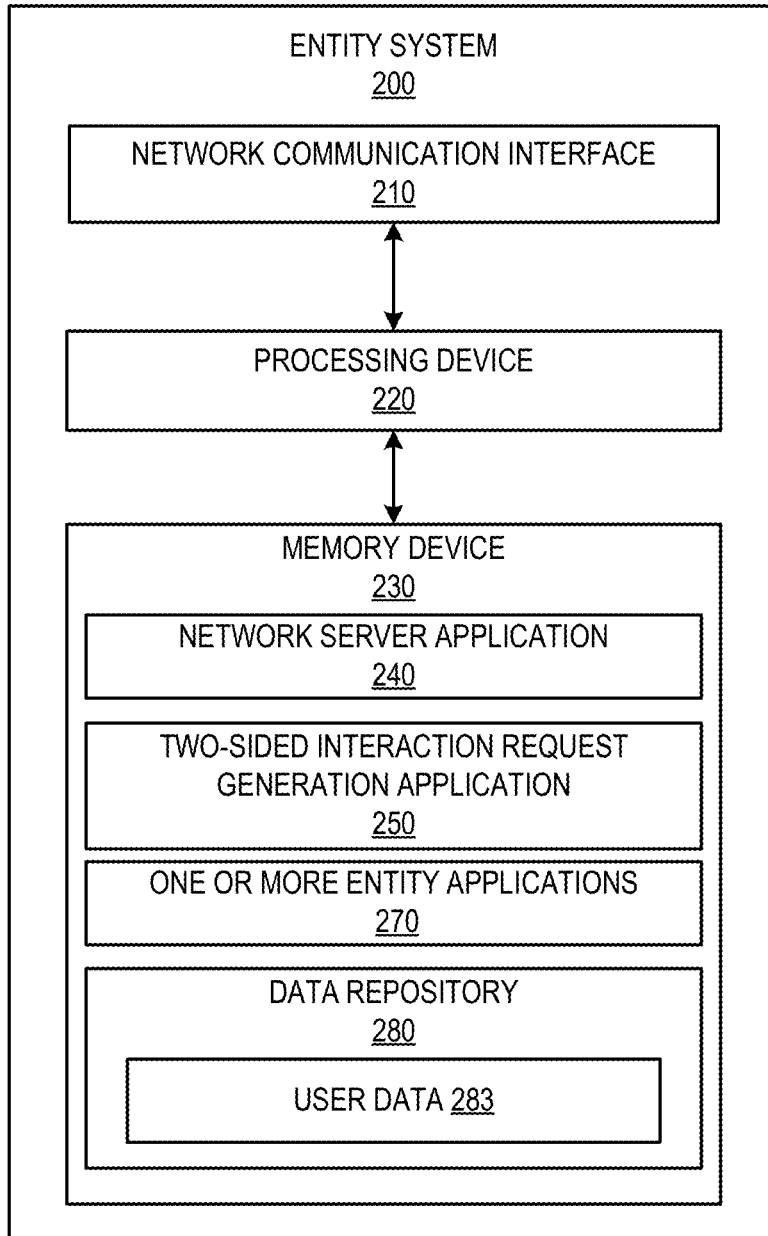 ENTITY SYSTEM
200
NETWORK COMMUNICATION INTERFACE
210
PROCESSING DEVICE
220
MEMORY DEVICE
230
NETWORK SERVER APPLICATION
240
TWO-SIDED INTERACTION REQUEST
GENERATION APPLICATION
250
ONE OR MORE ENTITY APPLICATIONS
270
DATA REPOSITORY
280
USER DATA 283